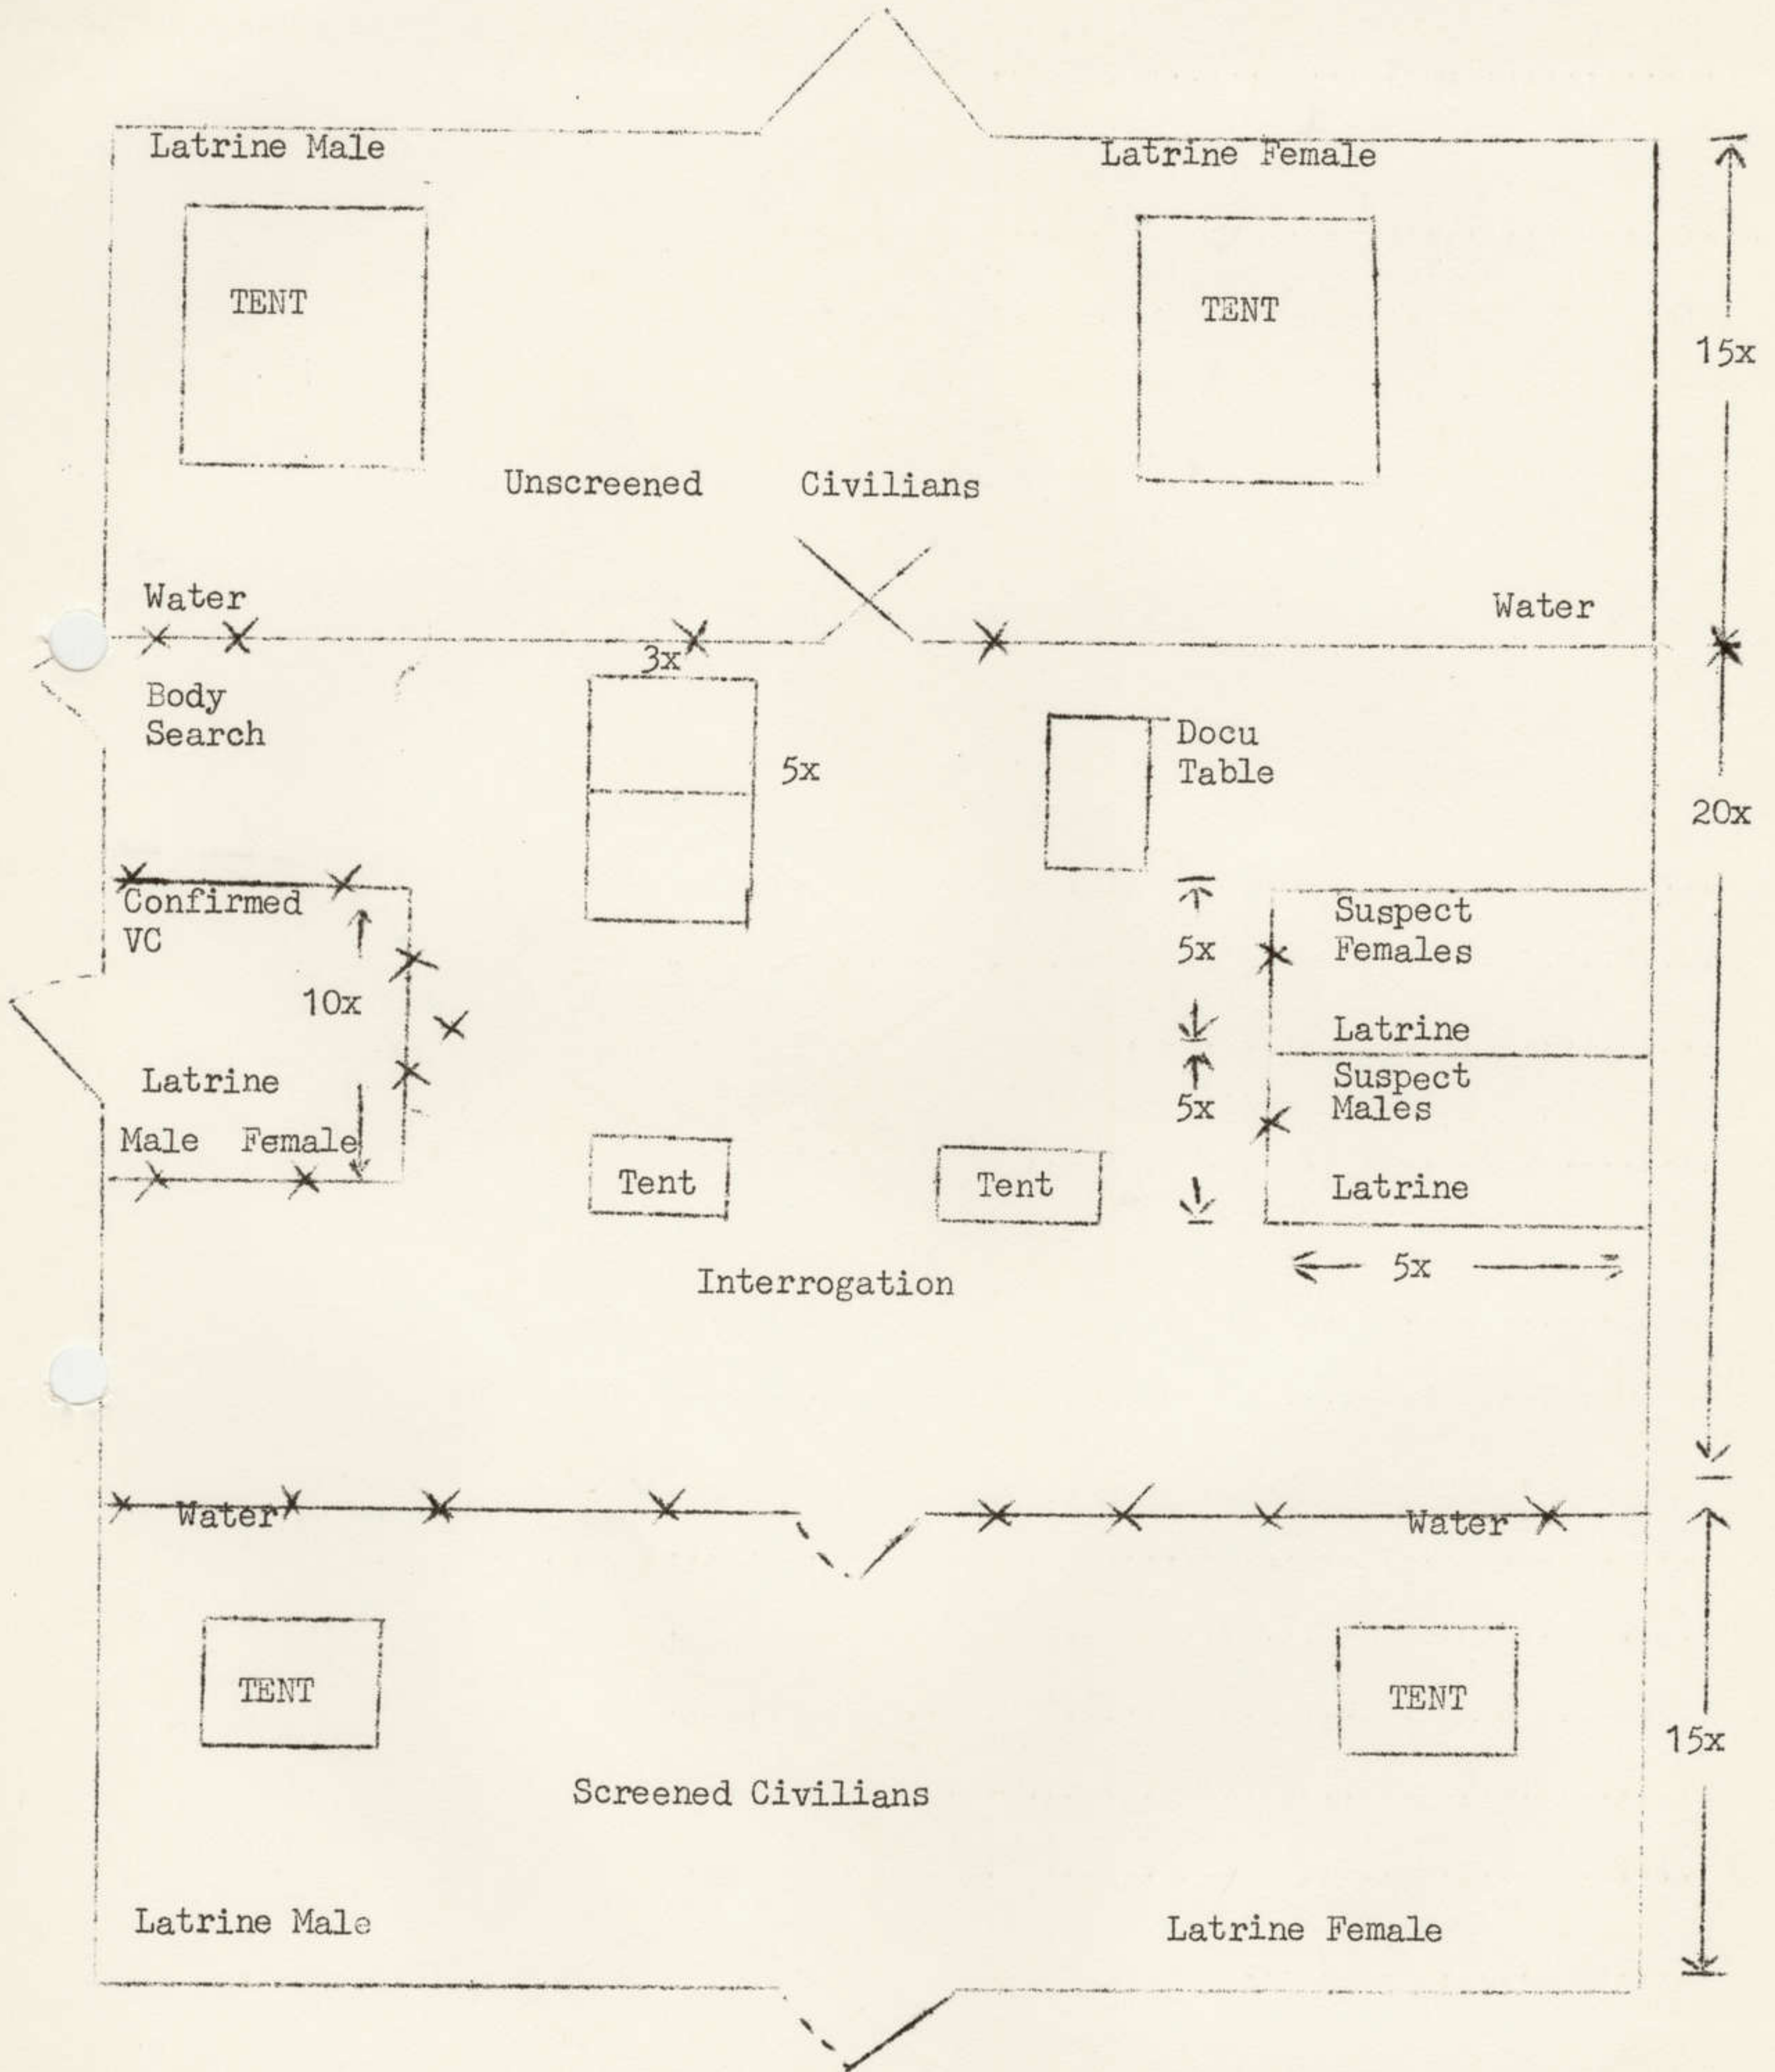 Latrine Male
Latrine Female
TENT
TENT
15x
Unscreened Civilians
Water
Water
3x
Body
Search
5x
Docu
Table
20x
Confirmed
VC
10x
Latrine
Male Female
5x
Suspect
Females
Latrine
5x
Suspect
Males
Latrine
Tent
Tent
5x
Interrogation
Water
Water
TENT
TENT
15x
Screened Civilians
Latrine Male
Latrine Female